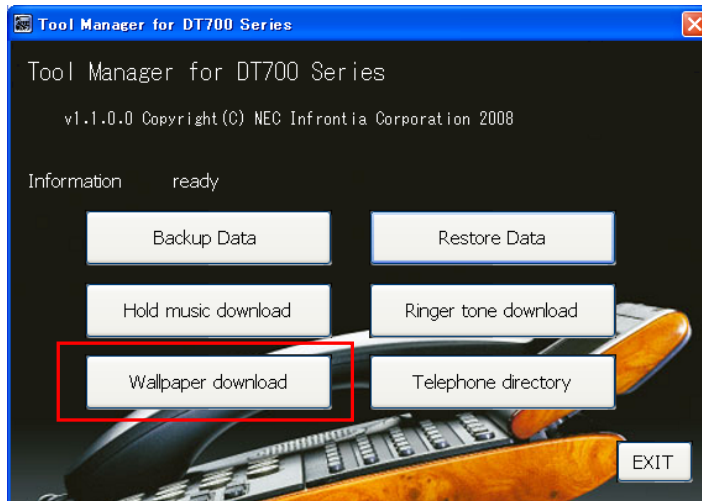 Tool Manager for DT700 Series
Tool Manager for DT700 Series
v1.1.0.0 Copyright(C) NEC Infrontia Corporation 2008
Information ready
Backup Data Restore Data
Hold music download Ringer tone download
Wallpaper download Telephone directory
EXIT